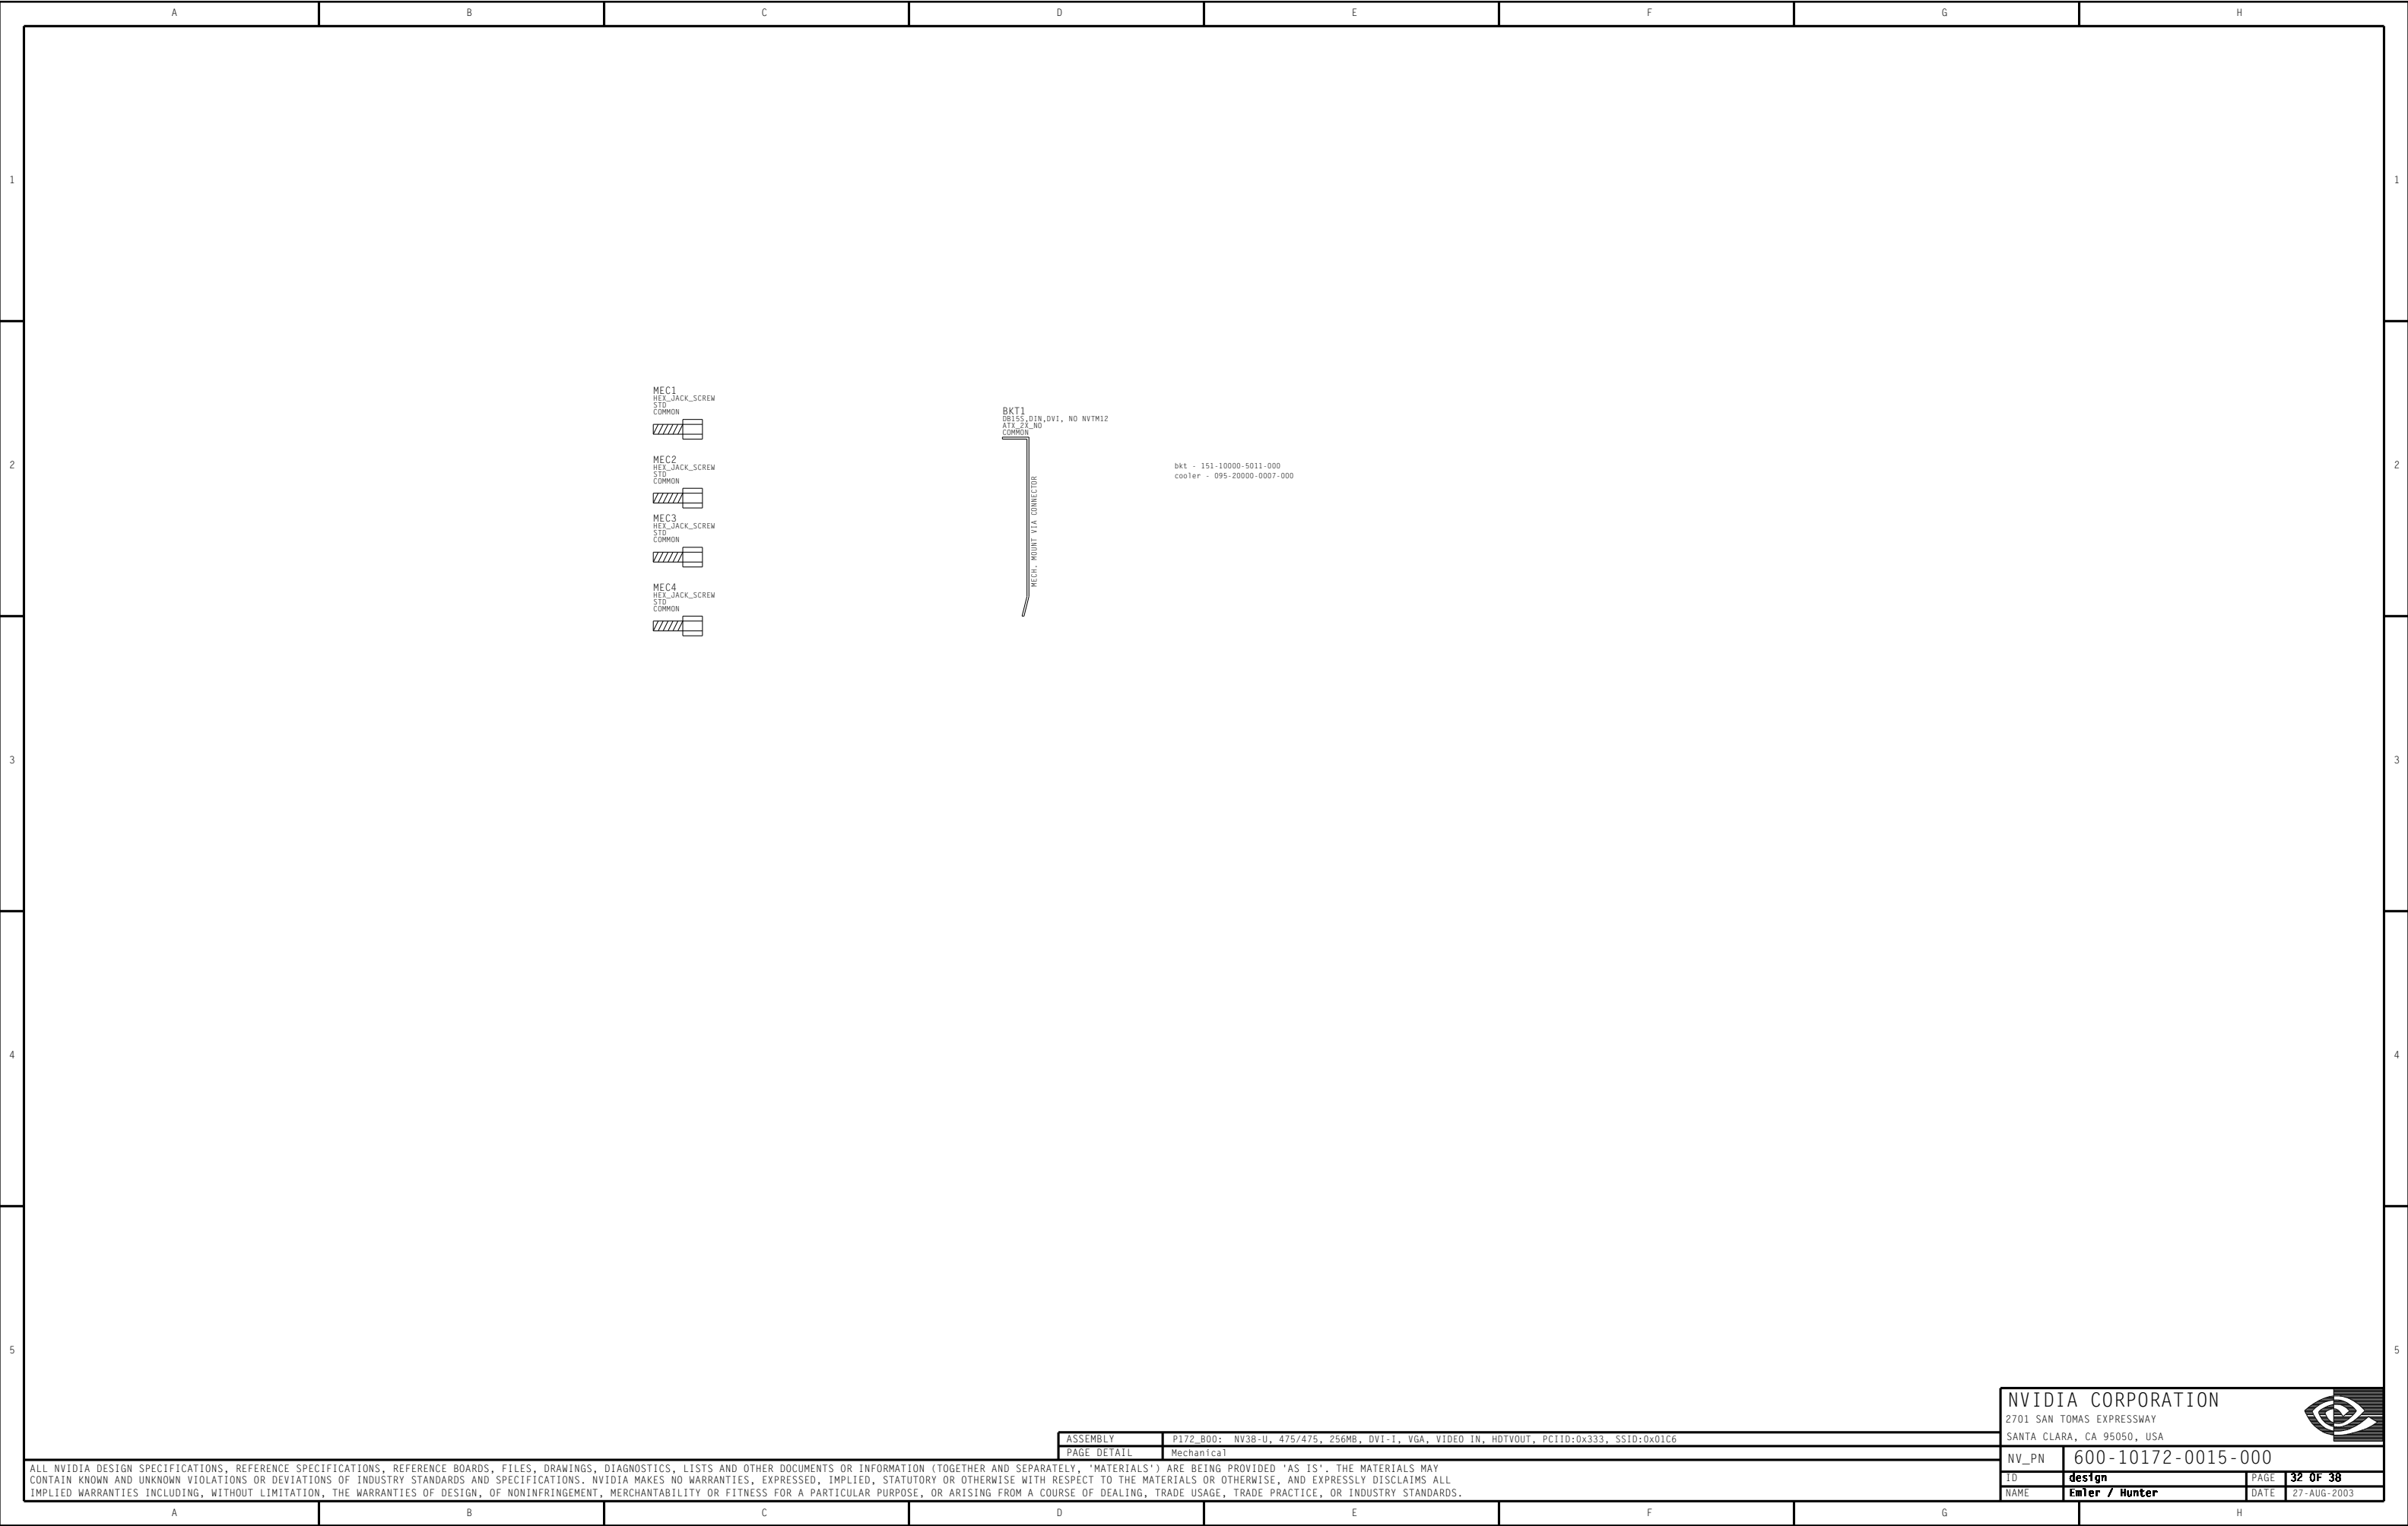 A B C D E F G H
1 1
MEC1
HEX_JACK_SCREW
STD
COMMON
BKT1
DB15S,DIN,DVI, NO NVTM12
ATX_2X_NO
COMMON
MECH. MOUNT VIA CONNECTOR
2 2
MEC2
HEX_JACK_SCREW
STD
COMMON
bkt - 151-10000-5011-000
cooler - 095-20000-0007-000
MEC3
HEX_JACK_SCREW
STD
COMMON
MEC4
HEX_JACK_SCREW
STD
COMMON
3 3
4 4
5 5
NVIDIA CORPORATION
2701 SAN TOMAS EXPRESSWAY
SANTA CLARA, CA 95050, USA
ASSEMBLY P172_B00: NV38-U, 475/475, 256MB, DVI-I, VGA, VIDEO IN, HDTVOUT, PCIID:0x333, SSID:0x01C6
PAGE DETAIL Mechanical
NV_PN 600-10172-0015-000
ALL NVIDIA DESIGN SPECIFICATIONS, REFERENCE SPECIFICATIONS, REFERENCE BOARDS, FILES, DRAWINGS, DIAGNOSTICS, LISTS AND OTHER DOCUMENTS OR INFORMATION (TOGETHER AND SEPARATELY, 'MATERIALS') ARE BEING PROVIDED 'AS IS'. THE MATERIALS MAY
CONTAIN KNOWN AND UNKNOWN VIOLATIONS OR DEVIATIONS OF INDUSTRY STANDARDS AND SPECIFICATIONS. NVIDIA MAKES NO WARRANTIES, EXPRESSED, IMPLIED, STATUTORY OR OTHERWISE WITH RESPECT TO THE MATERIALS OR OTHERWISE, AND EXPRESSLY DISCLAIMS ALL
IMPLIED WARRANTIES INCLUDING, WITHOUT LIMITATION, THE WARRANTIES OF DESIGN, OF NONINFRINGEMENT, MERCHANTABILITY OR FITNESS FOR A PARTICULAR PURPOSE, OR ARISING FROM A COURSE OF DEALING, TRADE USAGE, TRADE PRACTICE, OR INDUSTRY STANDARDS.
ID design PAGE 32 OF 38
NAME Emler / Hunter DATE 27-AUG-2003
A B C D E F G H